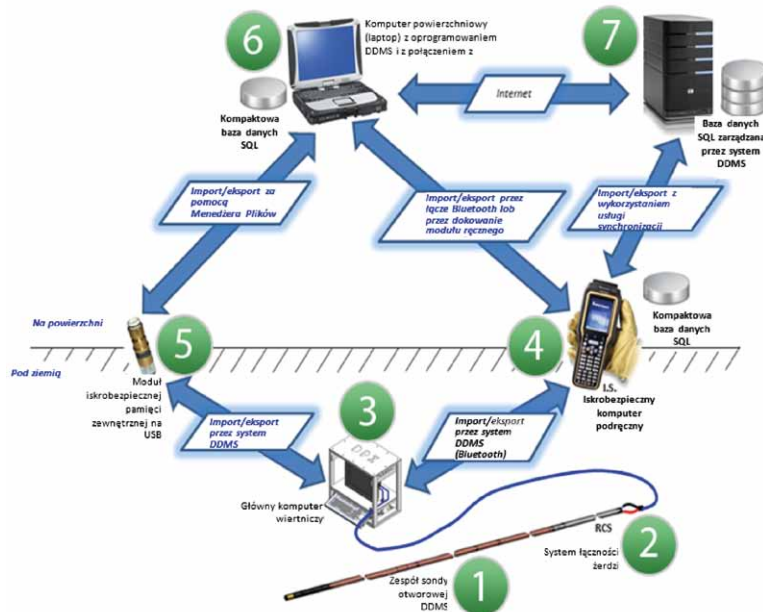 6
Komputer powierzchniowy
(laptop) z oprogramowaniem
DDMS i z połączeniem z
7
Kompaktowa
baza danych
SQL
Internet
Baza danych
SQL zarządzana
przez system
DDMS
Import/eksport za
pomocą
Menedżera Plików
Import/eksport przez
łącze Bluetooth lob
przez dokowanie
modułu ręcznego
Import/eksport z
wykorzystaniem
usługi
synchronizacji
Kompaktowa
baza danych
SQL
Na powierzchni
5
4
Pod ziemią
Moduł
iskrobezpiecznej
pamięci
zewnętrznej na
USB
I.S.
Iskrobezpieczny
komputer
podręczny
3
Import/eksport
przez system
DDMS
Import/eksport
przez system
DDMS
(Bluetooth)
DPI
Główny komputer
wiertniczy
RCS
2
System łączności
żerdzi
1
Zespół sondy
otworowej
DDMS